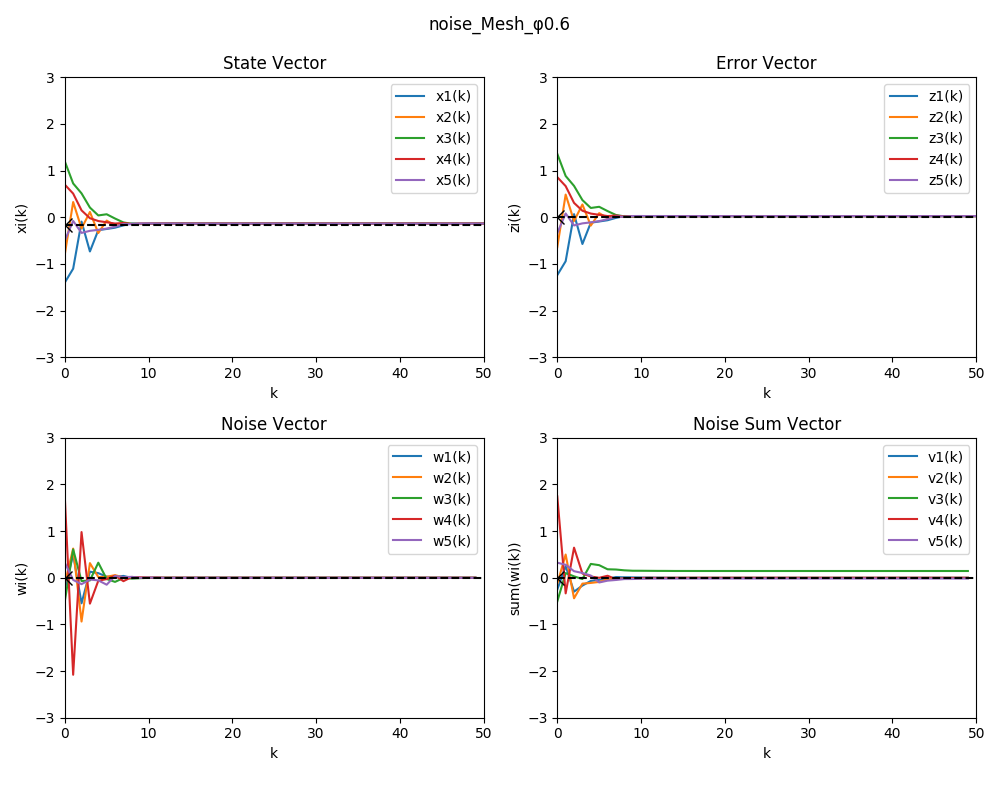 noise_Mesh_φ0.6
State Vector
3
2
1
0
−1
−2
−3
xi(k)
x1(k)
x2(k)
x3(k)
x4(k)
x5(k)
0 10 20 30 40 50
k
Error Vector
3
2
1
0
−1
−2
−3
zi(k)
z1(k)
z2(k)
z3(k)
z4(k)
z5(k)
0 10 20 30 40 50
k
Noise Vector
3
2
1
0
−1
−2
−3
wi(k)
w1(k)
w2(k)
w3(k)
w4(k)
w5(k)
0 10 20 30 40 50
k
Noise Sum Vector
3
2
1
0
−1
−2
−3
sum(wi(k))
v1(k)
v2(k)
v3(k)
v4(k)
v5(k)
0 10 20 30 40 50
k